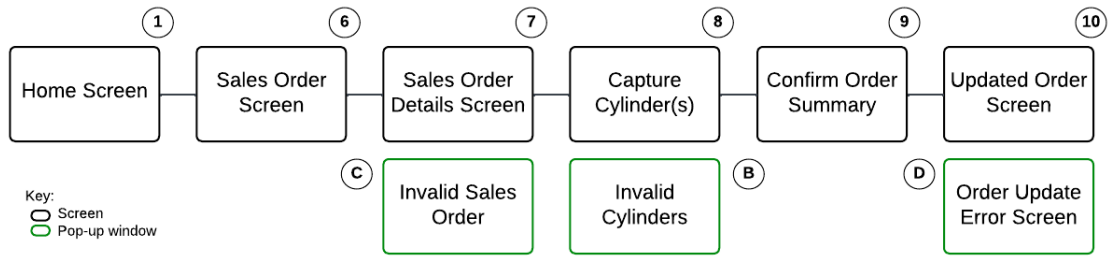 1
6
7
8
9
10
Home Screen
Sales Order
Screen
Sales Order
Details Screen
Capture
Cylinder(s)
Confirm Order
Summary
Updated Order
Screen
C
Invalid Sales
Order
Invalid
Cylinders
B
D
Order Update
Error Screen
Key:
Screen
Pop-up window